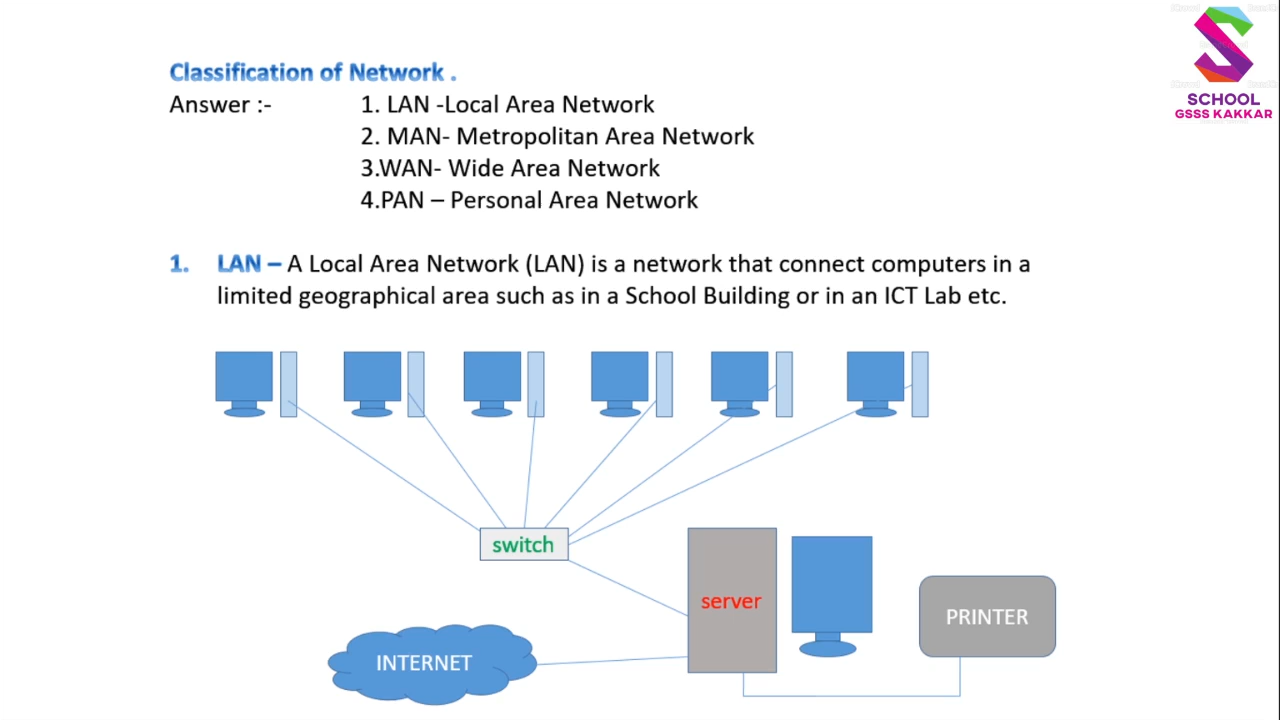 SCHOOL
GSSS KAKKAR
Classification of Network .
Answer :- 1. LAN -Local Area Network
2. MAN- Metropolitan Area Network
3.WAN- Wide Area Network
4.PAN – Personal Area Network
1. LAN – A Local Area Network (LAN) is a network that connect computers in a
limited geographical area such as in a School Building or in an ICT Lab etc.
switch
server
PRINTER
INTERNET